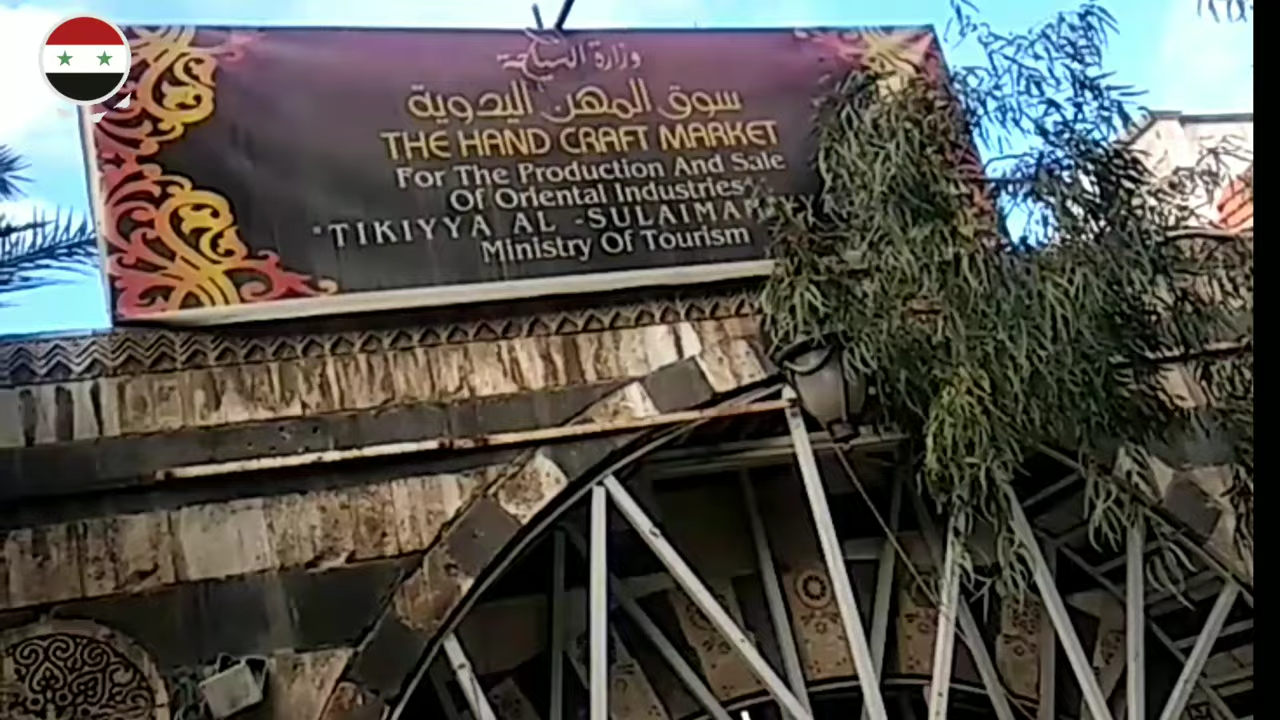 وزارة السياحة
سوق المهن اليدوية
THE HAND CRAFT MARKET
For The Production And Sale
Of Oriental Industries
"TIKIYYA AL -SULAIMANIYYA
Ministry Of Tourism